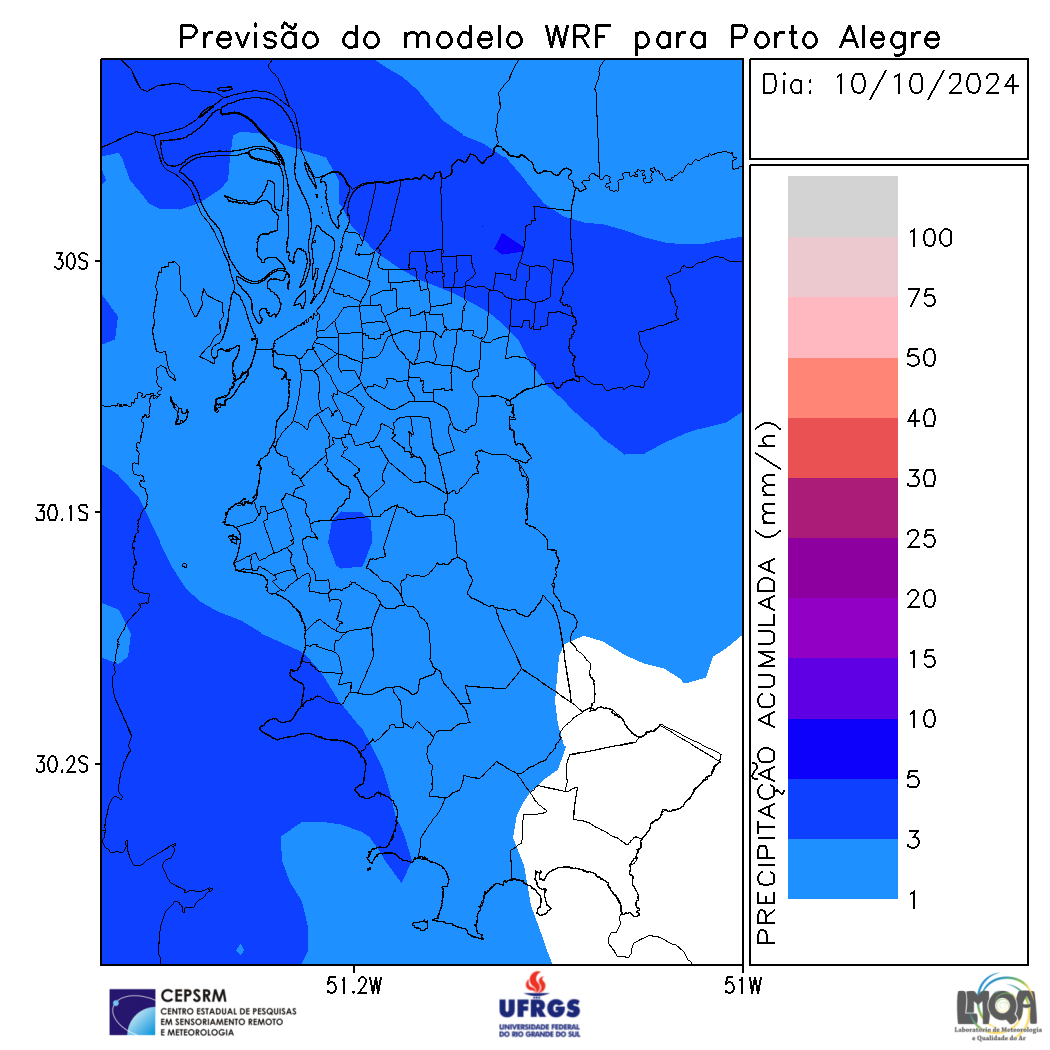 Previsão do modelo WRF para Porto Alegre
Dia: 10/10/2024
30S
30.1S
30.2S
51.2W
51W
PRECIPITAÇÃO ACUMULADA (mm/h)
100
75
50
40
30
25
20
15
10
5
3
1
CEPSRM
CENTRO ESTADUAL DE PESQUISAS
EM SENSORIAMENTO REMOTO
E METEOROLOGIA
UFRGS
UNIVERSIDADE FEDERAL
DO RIO GRANDE DO SUL
LMQA
Laboratório de Meteorologia
e Qualidade do Ar